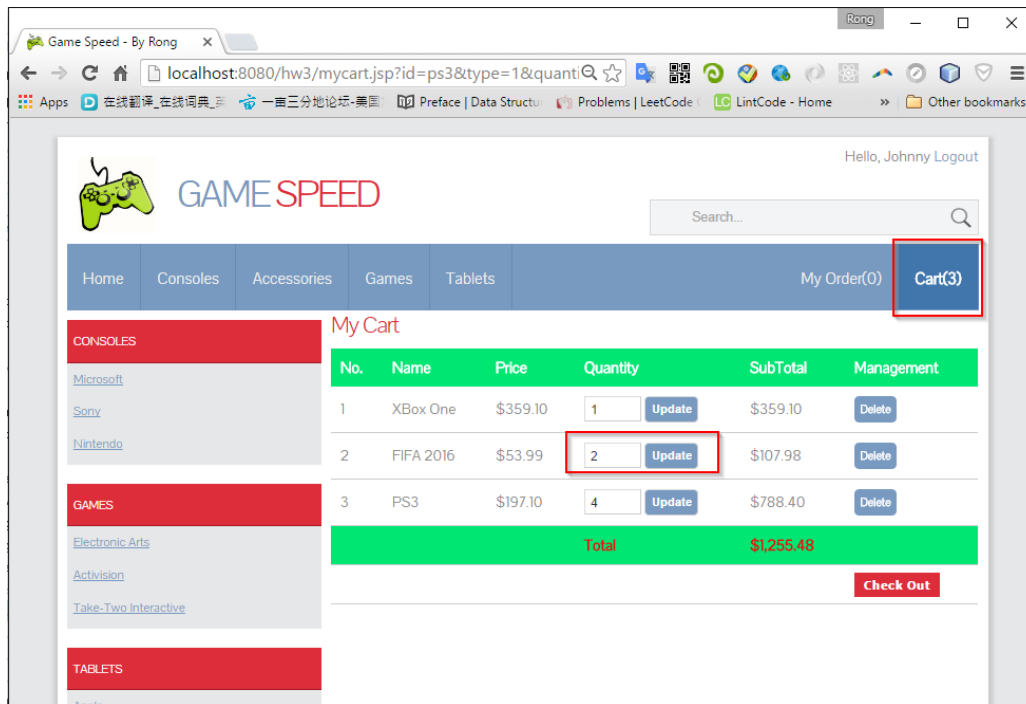 Rong
Game Speed - By Rong
localhost:8080/hw3/mycart.jsp?id=ps3&type=1&quanti
Apps 在线翻译_在线词典_ 一亩三分地论坛-美国 Preface | Data Structu Problems | LeetCode LintCode - Home » Other bookmarks
Hello, Johnny Logout
GAME SPEED
Search...
Home Consoles Accessories Games Tablets My Order(0) Cart(3)
CONSOLES
Microsoft
Sony
Nintendo
GAMES
Electronic Arts
Activision
Take-Two Interactive
TABLETS
My Cart
No. Name Price Quantity SubTotal Management
1 XBox One $359.10 1 Update $359.10 Delete
2 FIFA 2016 $53.99 2 Update $107.98 Delete
3 PS3 $197.10 4 Update $788.40 Delete
Total $1,255.48
Check Out